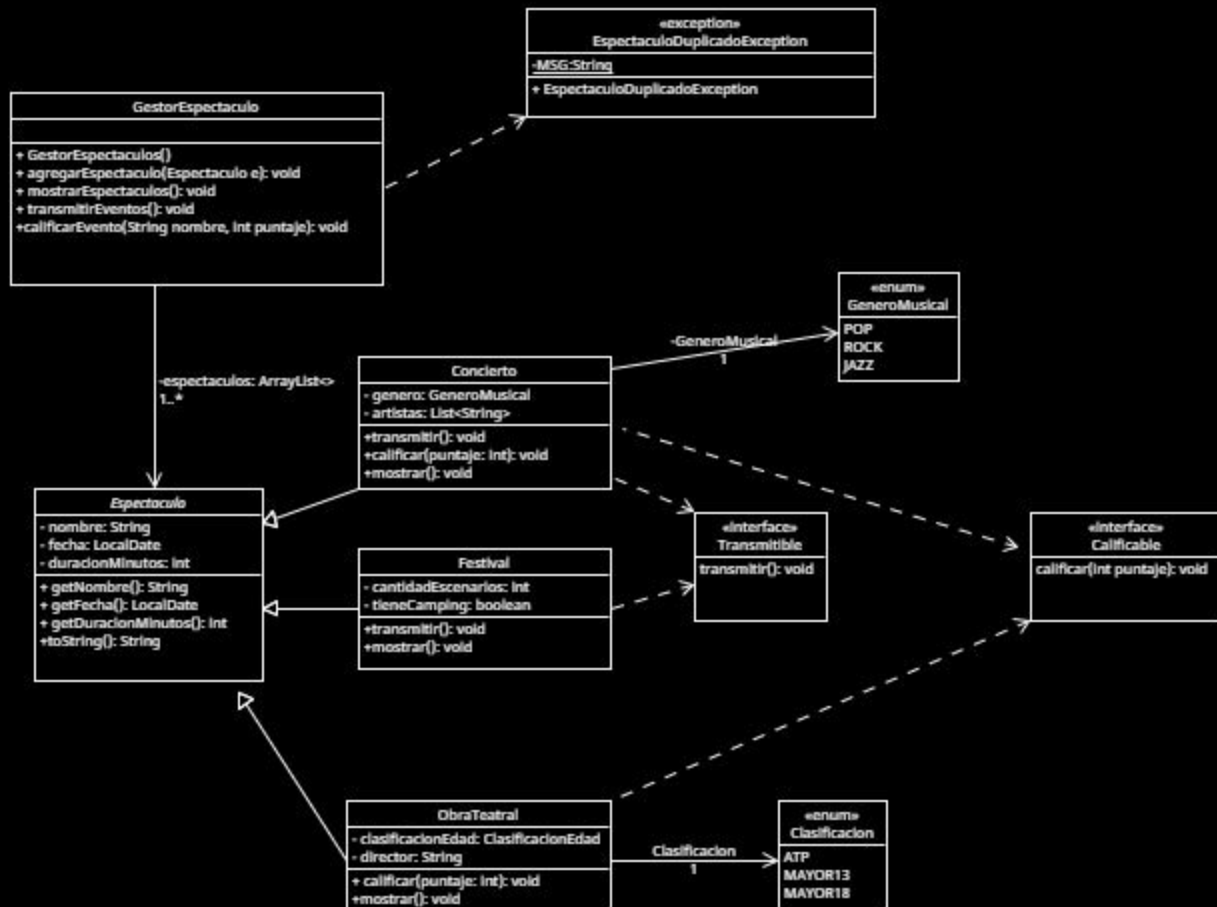 «exception»
EspectaculoDuplicadoException
-MSG:String
+ EspectaculoDuplicadoException
GestorEspectaculo
+ GestorEspectaculos()
+ agregarEspectaculo(Espectaculo e): void
+ mostrarEspectaculos(): void
+ transmitirEventos(): void
+calificarEvento(String nombre, int puntaje): void
-espectaculos: ArrayList<>
1..*
Concierto
- genero: GeneroMusical
- artistas: List<String>
+transmitir(): void
+calificar(puntaje: int): void
+mostrar(): void
-GeneroMusical
1
«enum»
GeneroMusical
POP
ROCK
JAZZ
Espectaculo
- nombre: String
- fecha: LocalDate
- duracionMinutos: int
+ getNombre(): String
+ getFecha(): LocalDate
+ getDuracionMinutos(): int
+toString(): String
Festival
- cantidadEscenarios: int
- tieneCamping: boolean
+transmitir(): void
+mostrar(): void
«interface»
Transmitible
transmitir(): void
«interface»
Calificable
calificar(int puntaje): void
ObraTeatral
- clasificacionEdad: ClasificacionEdad
- director: String
+ calificar(puntaje: int): void
+mostrar(): void
Clasificacion
1
«enum»
Clasificacion
ATP
MAYOR13
MAYOR18